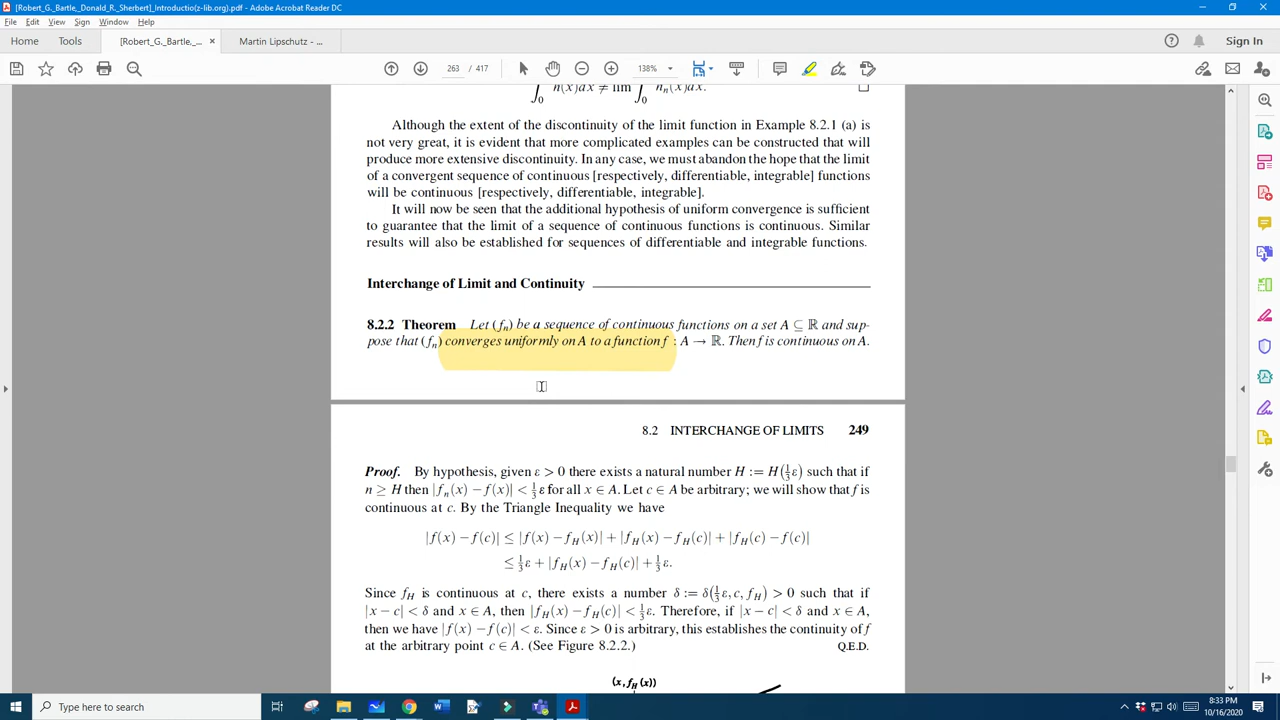 [Robert_G._Bartle_Donald_R._Sherbert]_Introductio(z-lib.org).pdf - Adobe Acrobat Reader DC
File Edit View Sign Window Help
Home Tools [Robert_G._Bartle_... × Martin Lipschutz - ... Sign In
263 / 417 138%
Although the extent of the discontinuity of the limit function in Example 8.2.1 (a) is
not very great, it is evident that more complicated examples can be constructed that will
produce more extensive discontinuity. In any case, we must abandon the hope that the limit
of a convergent sequence of continuous [respectively, differentiable, integrable] functions
will be continuous [respectively, differentiable, integrable].
It will now be seen that the additional hypothesis of uniform convergence is sufficient
to guarantee that the limit of a sequence of continuous functions is continuous. Similar
results will also be established for sequences of differentiable and integrable functions.
Interchange of Limit and Continuity
8.2.2 Theorem Let (fₙ) be a sequence of continuous functions on a set A ⊆ ℝ and sup-
pose that (fₙ) converges uniformly on A to a function f : A → ℝ. Then f is continuous on A.
8.2 INTERCHANGE OF LIMITS 249
Proof. By hypothesis, given ε > 0 there exists a natural number H := H(⅓ε) such that if
n ≥ H then |fₙ(x) − f(x)| < ⅓ε for all x ∈ A. Let c ∈ A be arbitrary; we will show that f is
continuous at c. By the Triangle Inequality we have
|f(x) − f(c)| ≤ |f(x) − f_H(x)| + |f_H(x) − f_H(c)| + |f_H(c) − f(c)|
≤ ⅓ε + |f_H(x) − f_H(c)| + ⅓ε.
Since f_H is continuous at c, there exists a number δ := δ(⅓ε, c, f_H) > 0 such that if
|x − c| < δ and x ∈ A, then |f_H(x) − f_H(c)| < ⅓ε. Therefore, if |x − c| < δ and x ∈ A,
then we have |f(x) − f(c)| < ε. Since ε > 0 is arbitrary, this establishes the continuity of f
at the arbitrary point c ∈ A. (See Figure 8.2.2.) Q.E.D.
(x, f_H(x))
Type here to search
8:33 PM
10/16/2020